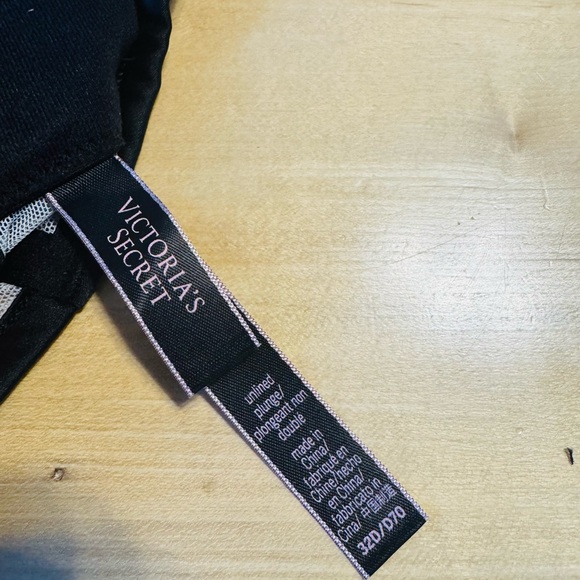 VICTORIA'S
SECRET
unlined
plunge/
plongeant non
doublé
made in
China/
fabriqué en
Chine/hecho
en China/
fabbricato in
Cina/中国制造
32D/D70